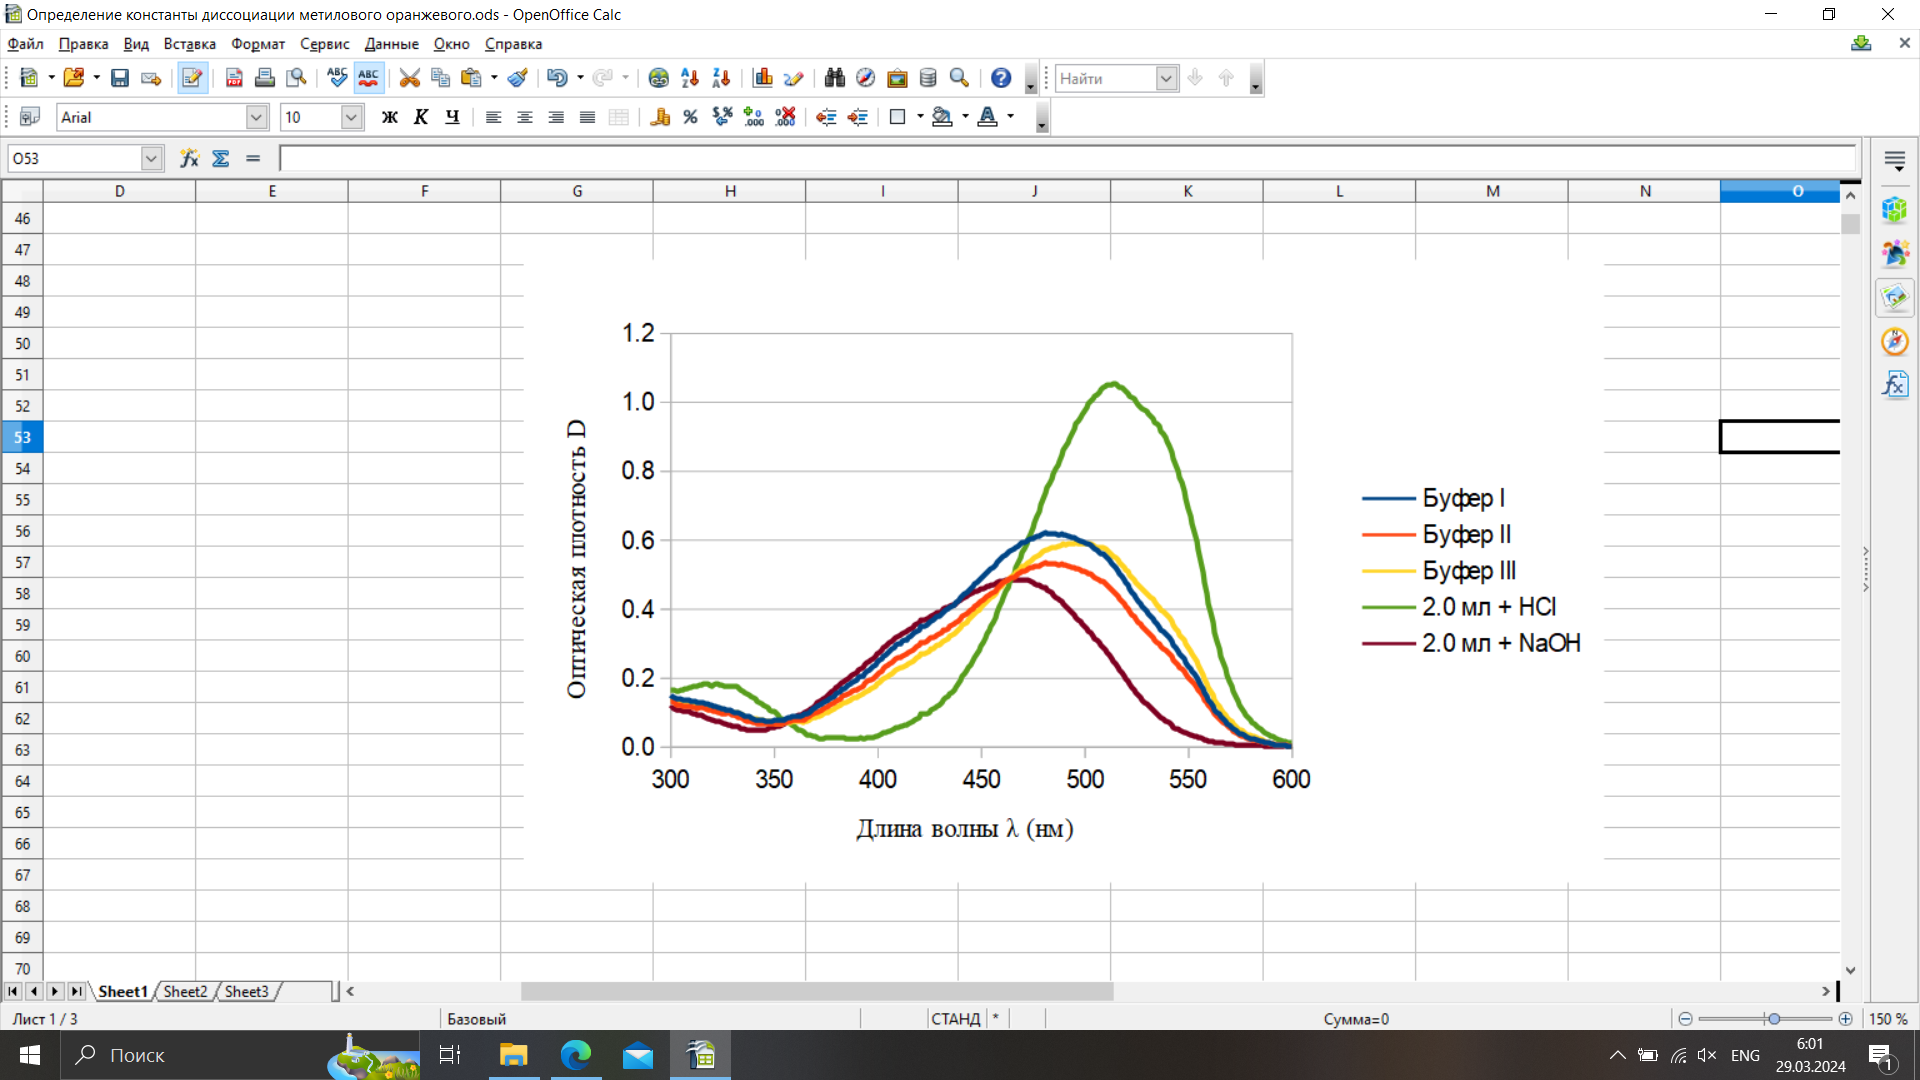 Определение константы диссоциации метилового оранжевого.ods - OpenOffice Calc
Файл Правка Вид Вставка Формат Сервис Данные Окно Справка
Найти
Arial 10 Ж К Ч
O53
D E F G H I J K L M N O
46
47
48
49
50
51
52
53
54
55
56
57
58
59
60
61
62
63
64
65
66
67
68
69
70
Оптическая плотность D
1.2
1.0
0.8
0.6
0.4
0.2
0.0
300 350 400 450 500 550 600
Длина волны λ (нм)
Буфер I
Буфер II
Буфер III
2.0 мл + HCl
2.0 мл + NaOH
Sheet1 Sheet2 Sheet3
Лист 1 / 3 Базовый СТАНД * Сумма=0 150 %
Поиск
ENG
6:01
29.03.2024
1